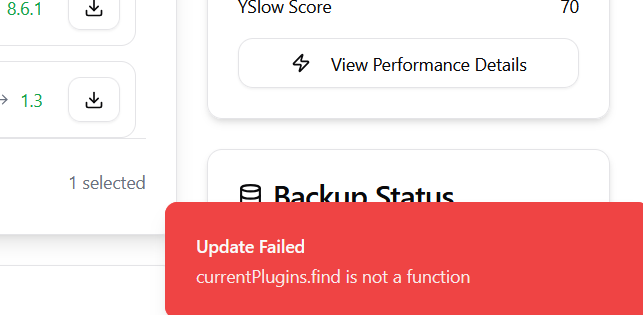 8.6.1
→ 1.3
1 selected
YSlow Score 70
View Performance Details
Backup Status
Update Failed
currentPlugins.find is not a function